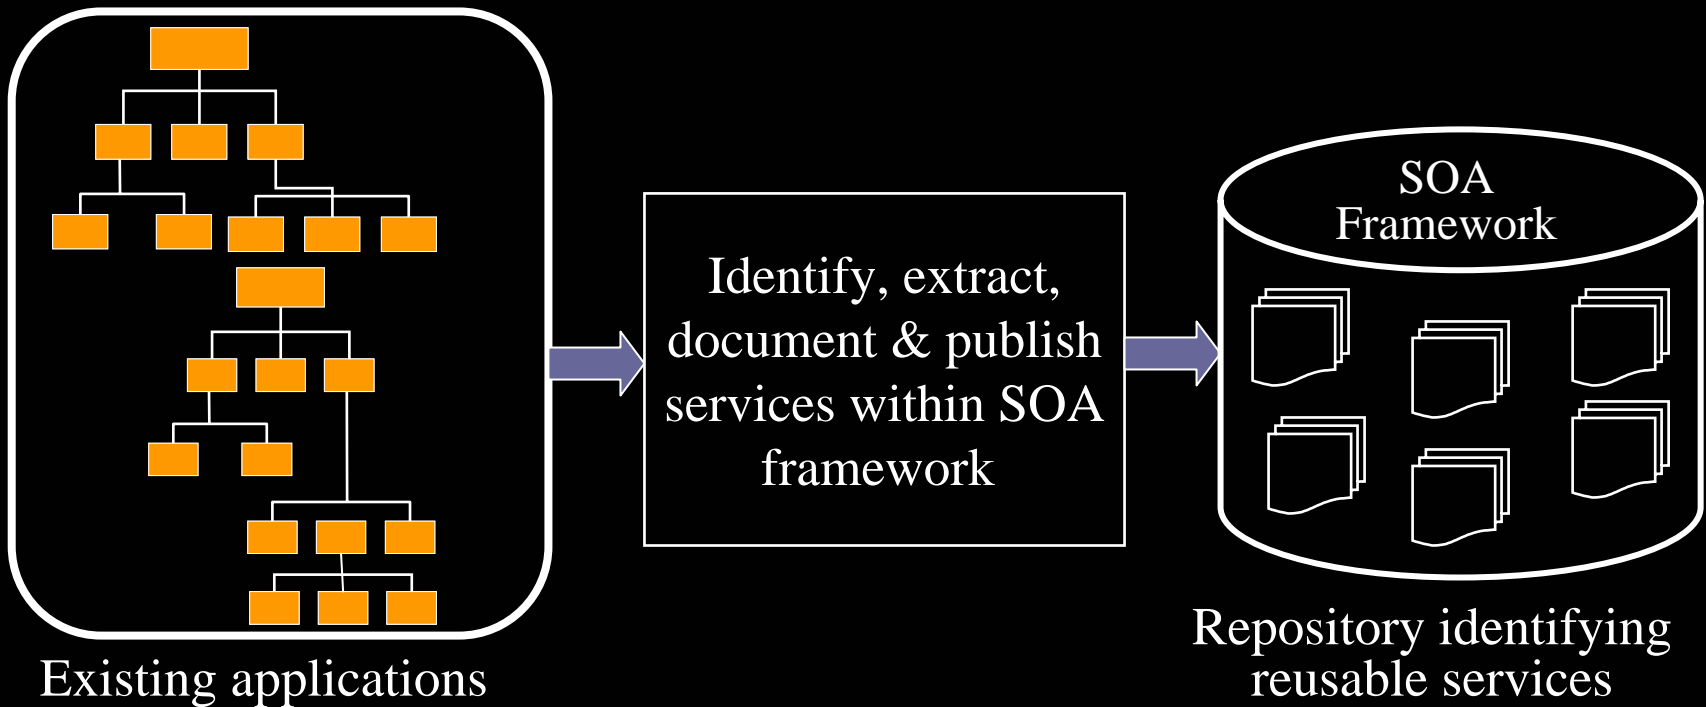 Existing applications
Identify, extract,
document & publish
services within SOA
framework
SOA
Framework
Repository identifying
reusable services